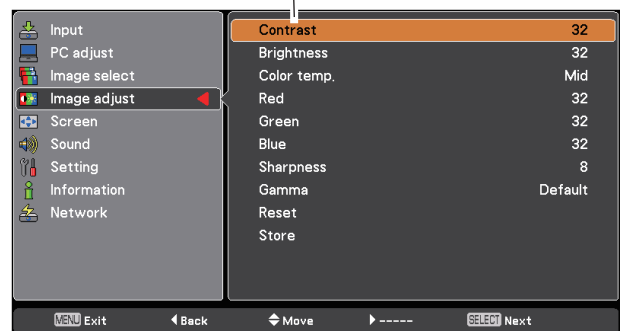 Input
PC adjust
Image select
Image adjust
Screen
Sound
Setting
Information
Network
Contrast 32
Brightness 32
Color temp. Mid
Red 32
Green 32
Blue 32
Sharpness 8
Gamma Default
Reset
Store
MENU Exit Back Move ----- SELECT Next